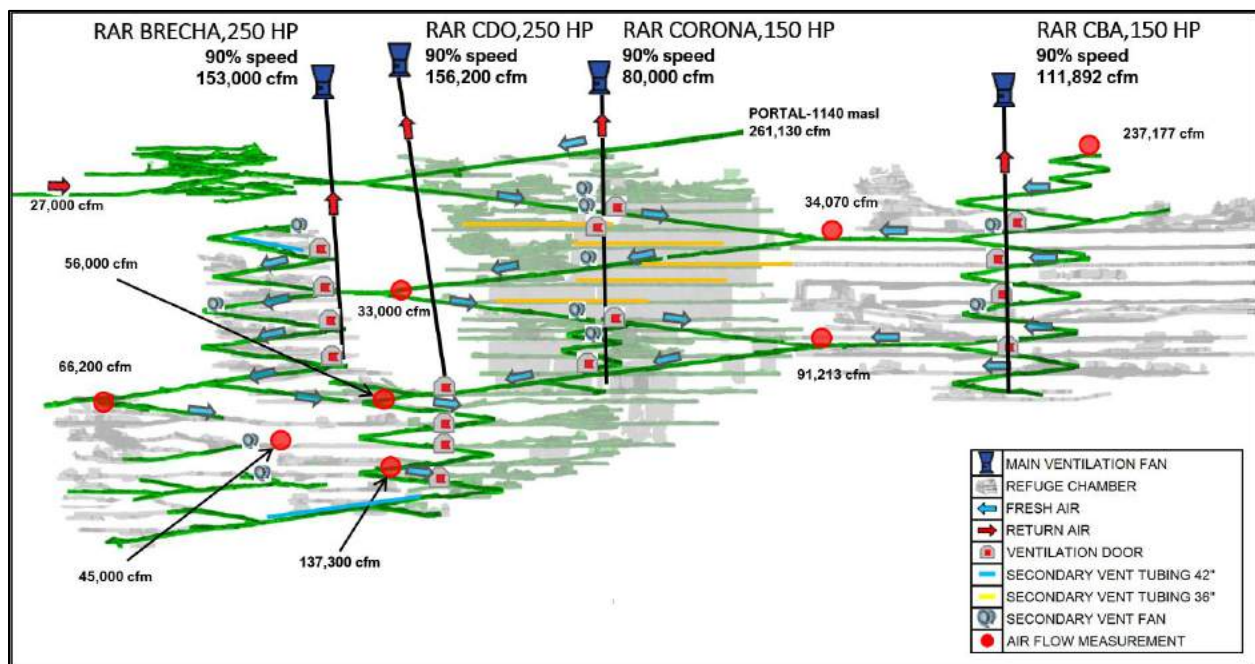 RAR BRECHA,250 HP
90% speed
153,000 cfm
RAR CDO,250 HP
90% speed
156,200 cfm
RAR CORONA,150 HP
90% speed
80,000 cfm
RAR CBA,150 HP
90% speed
111,892 cfm
PORTAL-1140 masl
261,130 cfm
237,177 cfm
27,000 cfm
34,070 cfm
56,000 cfm
33,000 cfm
66,200 cfm
91,213 cfm
45,000 cfm
137,300 cfm
MAIN VENTILATION FAN
REFUGE CHAMBER
FRESH AIR
RETURN AIR
VENTILATION DOOR
SECONDARY VENT TUBING 42"
SECONDARY VENT TUBING 36"
SECONDARY VENT FAN
AIR FLOW MEASUREMENT